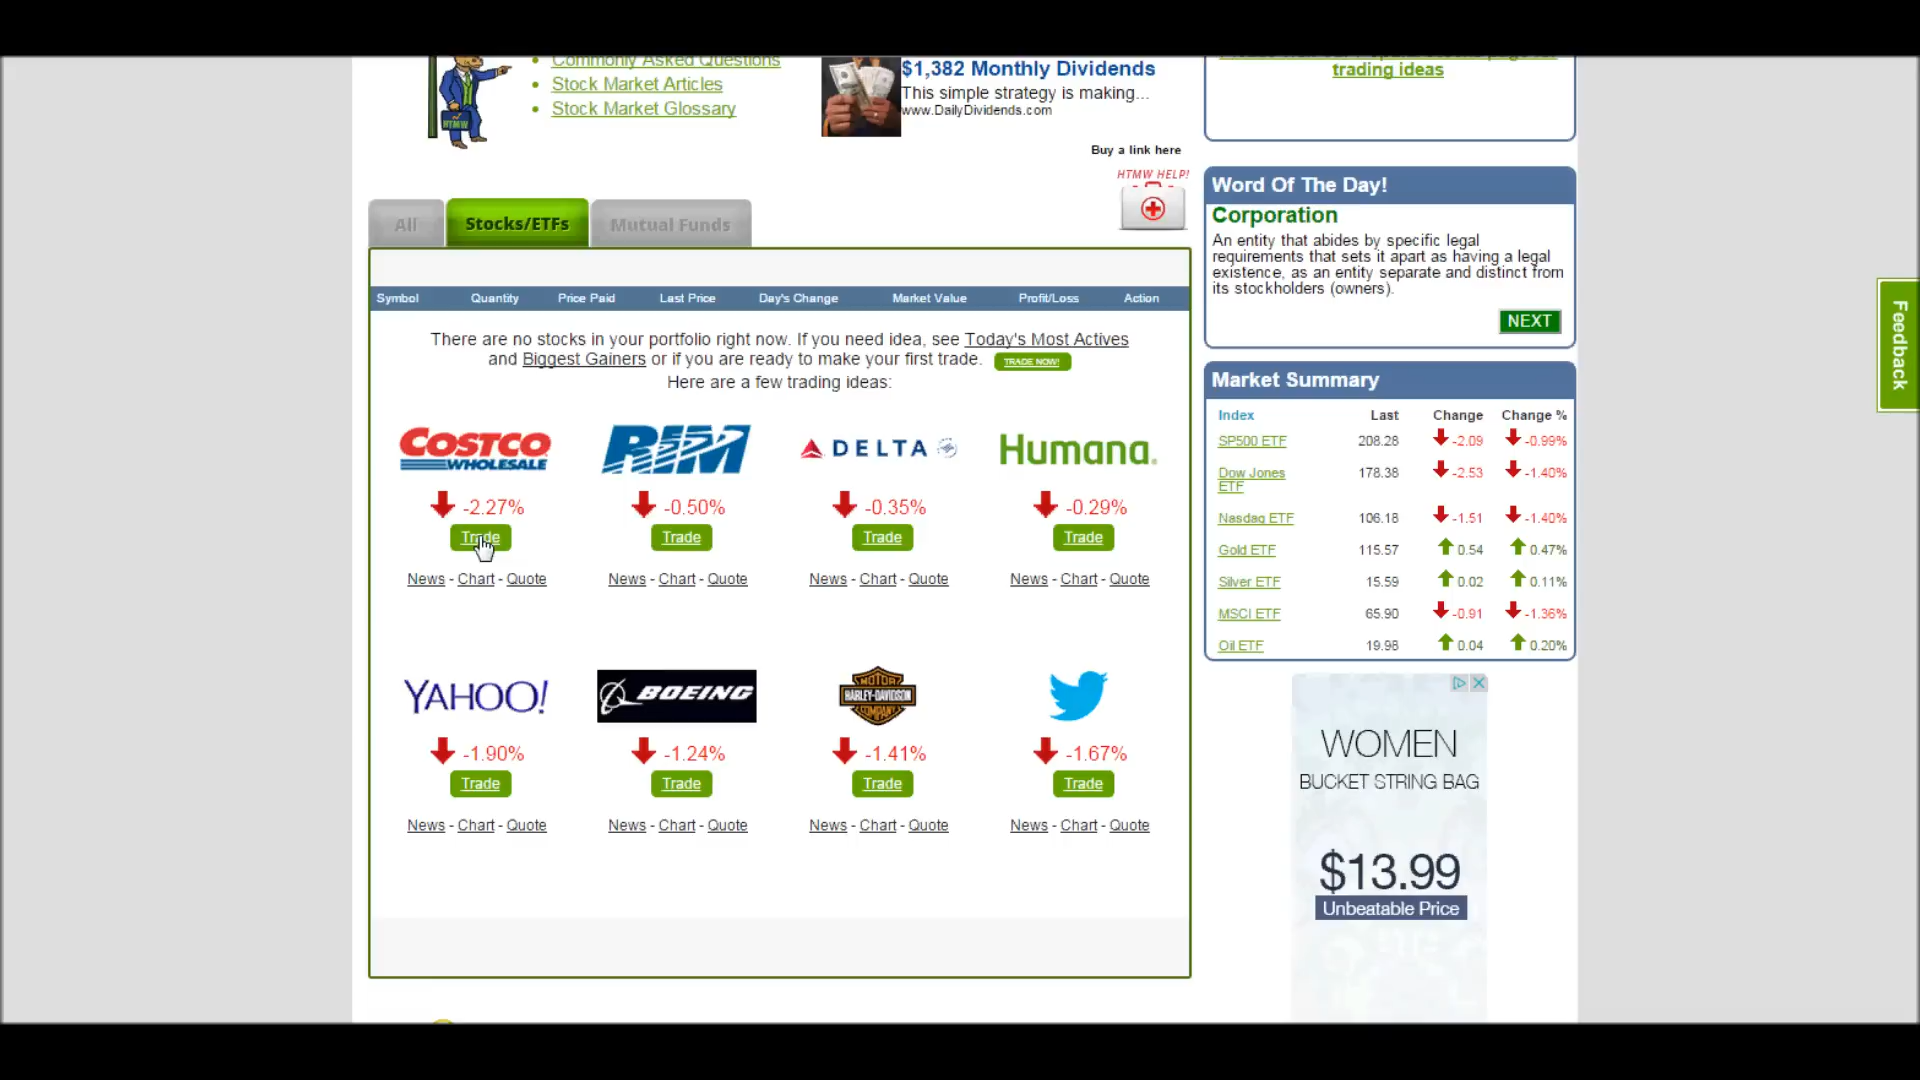 Commonly Asked Questions
Stock Market Articles
Stock Market Glossary
HTMW
$1,382 Monthly Dividends
This simple strategy is making...
www.DailyDividends.com
Buy a link here
HTMW HELP!
trading ideas
All
Stocks/ETFs
Mutual Funds
Symbol Quantity Price Paid Last Price Day's Change Market Value Profit/Loss Action
There are no stocks in your portfolio right now. If you need idea, see Today's Most Actives
and Biggest Gainers or if you are ready to make your first trade. TRADE NOW!
Here are a few trading ideas:
COSTCO WHOLESALE
RIM
DELTA
Humana.
-2.27% -0.50% -0.35% -0.29%
Trade Trade Trade Trade
News - Chart - Quote News - Chart - Quote News - Chart - Quote News - Chart - Quote
YAHOO!
BOEING
MOTOR HARLEY-DAVIDSON COMPANY
-1.90% -1.24% -1.41% -1.67%
Trade Trade Trade Trade
News - Chart - Quote News - Chart - Quote News - Chart - Quote News - Chart - Quote
Word Of The Day!
Corporation
An entity that abides by specific legal
requirements that sets it apart as having a legal
existence, as an entity separate and distinct from
its stockholders (owners).
NEXT
Market Summary
Index Last Change Change %
SP500 ETF 208.28 -2.09 -0.99%
Dow Jones ETF 178.38 -2.53 -1.40%
Nasdaq ETF 106.18 -1.51 -1.40%
Gold ETF 115.57 0.54 0.47%
Silver ETF 15.59 0.02 0.11%
MSCI ETF 65.90 -0.91 -1.36%
Oil ETF 19.98 0.04 0.20%
WOMEN
BUCKET STRING BAG
$13.99
Unbeatable Price
Feedback